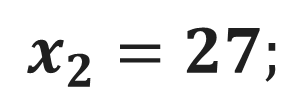 x₂ = 27;